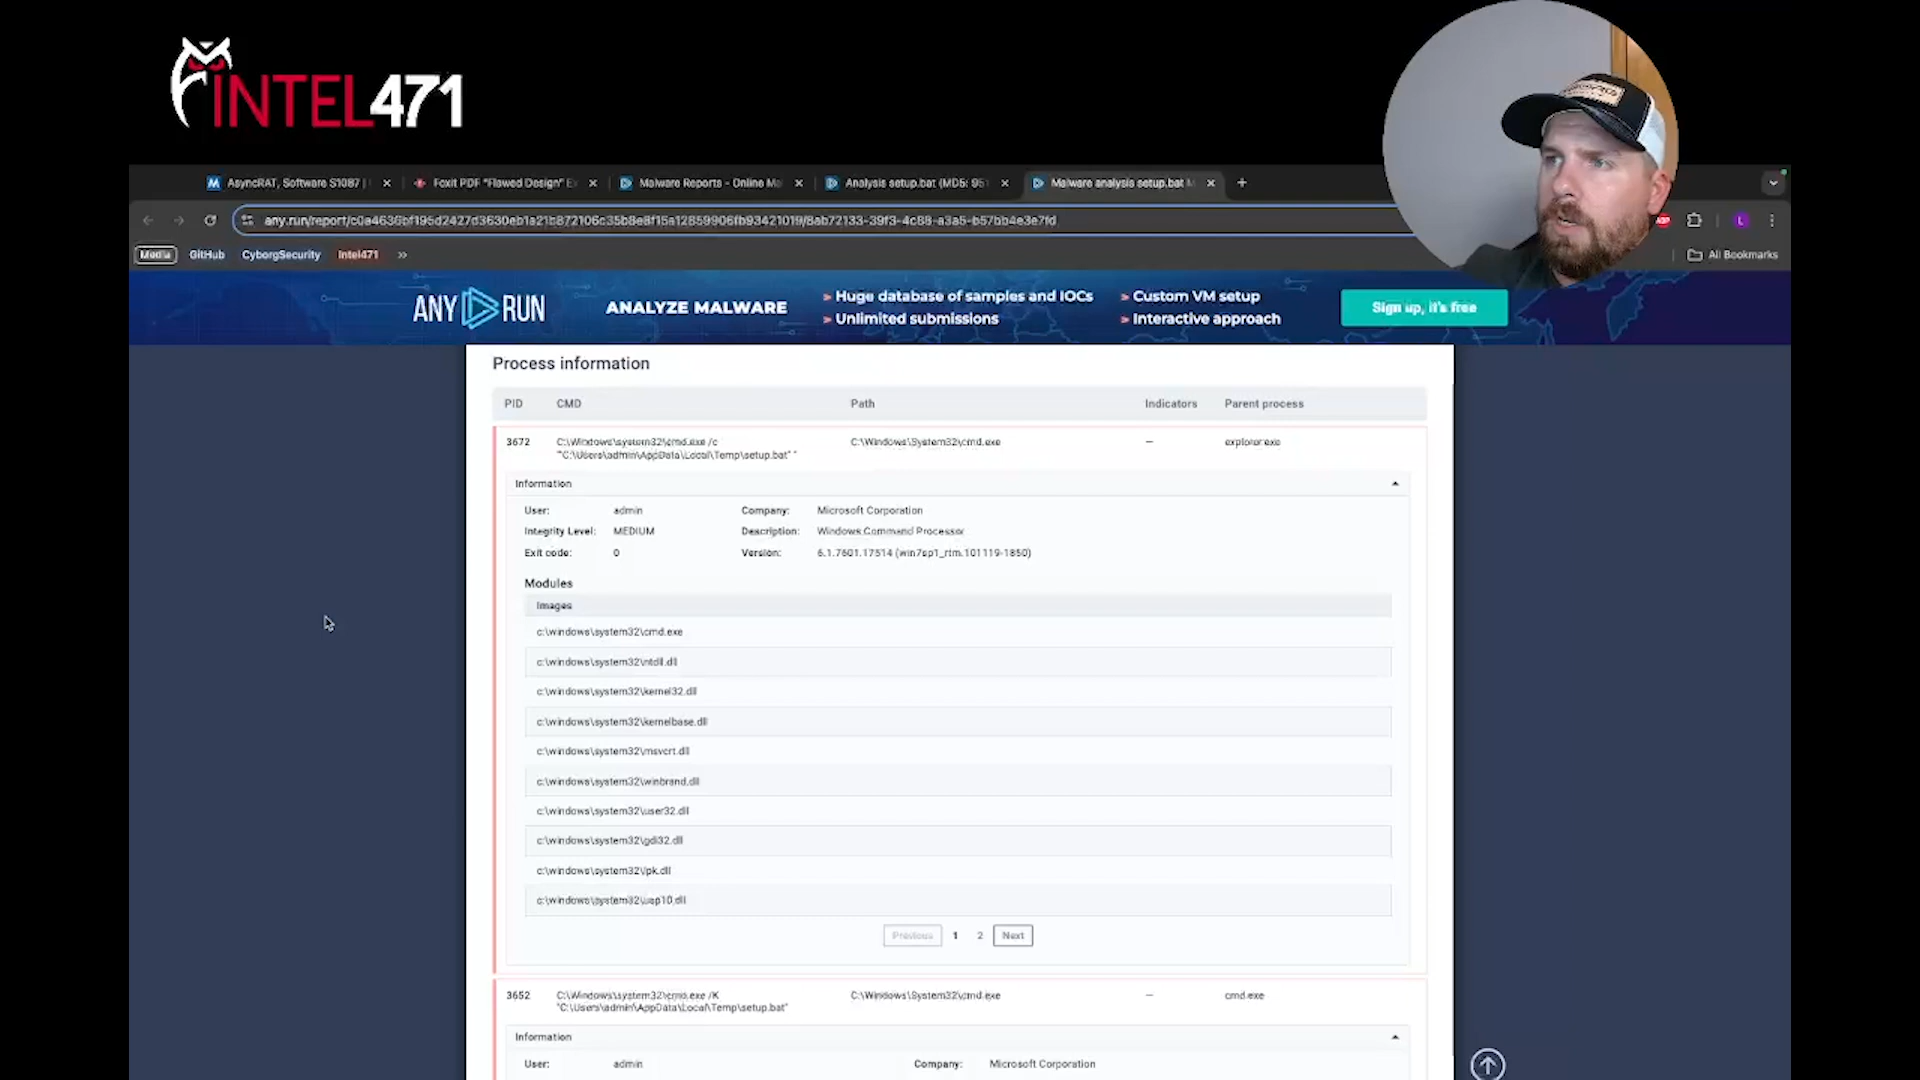 INTEL471
AsyncRAT, Software S1087 |
Foxit PDF "Flawed Design" Ex
Malware Reports - Online Ma
Analysis setup.bat (MD5: 951
Malware analysis setup.bat M
Media
GitHub
CyborgSecurity
Intel471
»
L
All Bookmarks
ANY RUN
ANALYZE MALWARE
Huge database of samples and IOCs
Unlimited submissions
Custom VM setup
Interactive approach
Sign up, it's free
Process information
PID CMD Path Indicators Parent process
3672 C:\Windows\system32\cmd.exe /c C:\Windows\System32\cmd.exe – explorer.exe
"C:\Users\admin\AppData\Local\Temp\setup.bat" "
Information
User: admin Company: Microsoft Corporation
Integrity Level: MEDIUM Description: Windows Command Processor
Exit code: 0 Version: 6.1.7601.17514 (win7sp1_rtm.101119-1850)
Modules
Images
c:\windows\system32\cmd.exe
c:\windows\system32\ntdll.dll
c:\windows\system32\kernel32.dll
c:\windows\system32\kernelbase.dll
c:\windows\system32\msvcrt.dll
c:\windows\system32\winbrand.dll
c:\windows\system32\user32.dll
c:\windows\system32\gdi32.dll
c:\windows\system32\lpk.dll
c:\windows\system32\usp10.dll
Previous 1 2 Next
3652 C:\Windows\system32\cmd.exe /K C:\Windows\System32\cmd.exe – cmd.exe
"C:\Users\admin\AppData\Local\Temp\setup.bat"
Information
User: admin Company: Microsoft Corporation